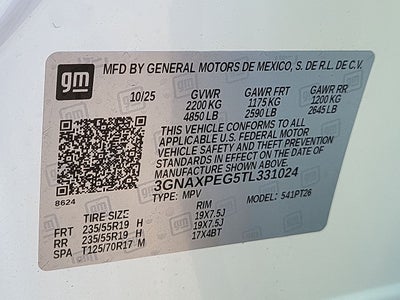 gm
MFD BY GENERAL MOTORS DE MEXICO, S. DE R.L. DE C.V.
10/25 GVWR GAWR FRT GAWR RR
2200 KG 1175 KG 1200 KG
4850 LB 2590 LB 2645 LB
THIS VEHICLE CONFORMS TO ALL
APPLICABLE U.S. FEDERAL MOTOR
VEHICLE SAFETY AND THEFT PREVENTION
STANDARDS IN EFFECT ON THE DATE OF
MANUFACTURE SHOWN ABOVE.
3GNAXPEG5TL331024
TYPE: MPV MODEL: 541PT26
8624
TIRE SIZE RIM
FRT 235/55R19 H 19X7.5J
RR 235/55R19 H 19X7.5J
SPA T125/70R17 M 17X4BT